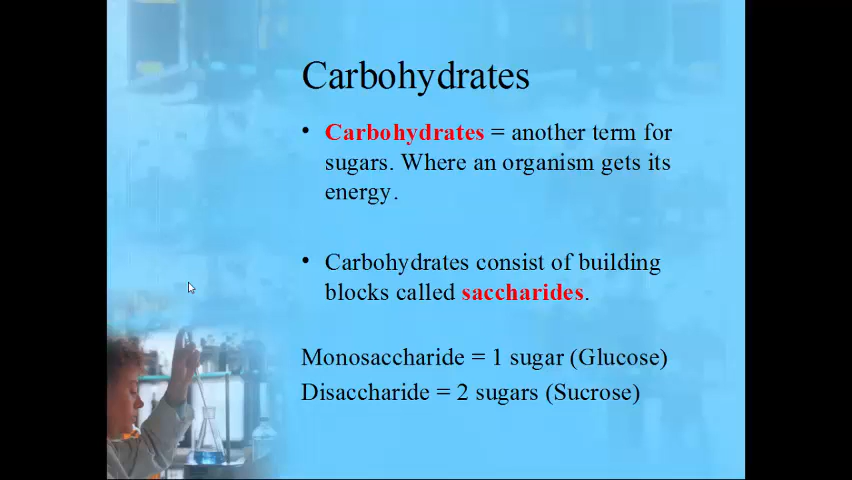 Carbohydrates
• Carbohydrates = another term for
sugars. Where an organism gets its
energy.
• Carbohydrates consist of building
blocks called saccharides.
Monosaccharide = 1 sugar (Glucose)
Disaccharide = 2 sugars (Sucrose)